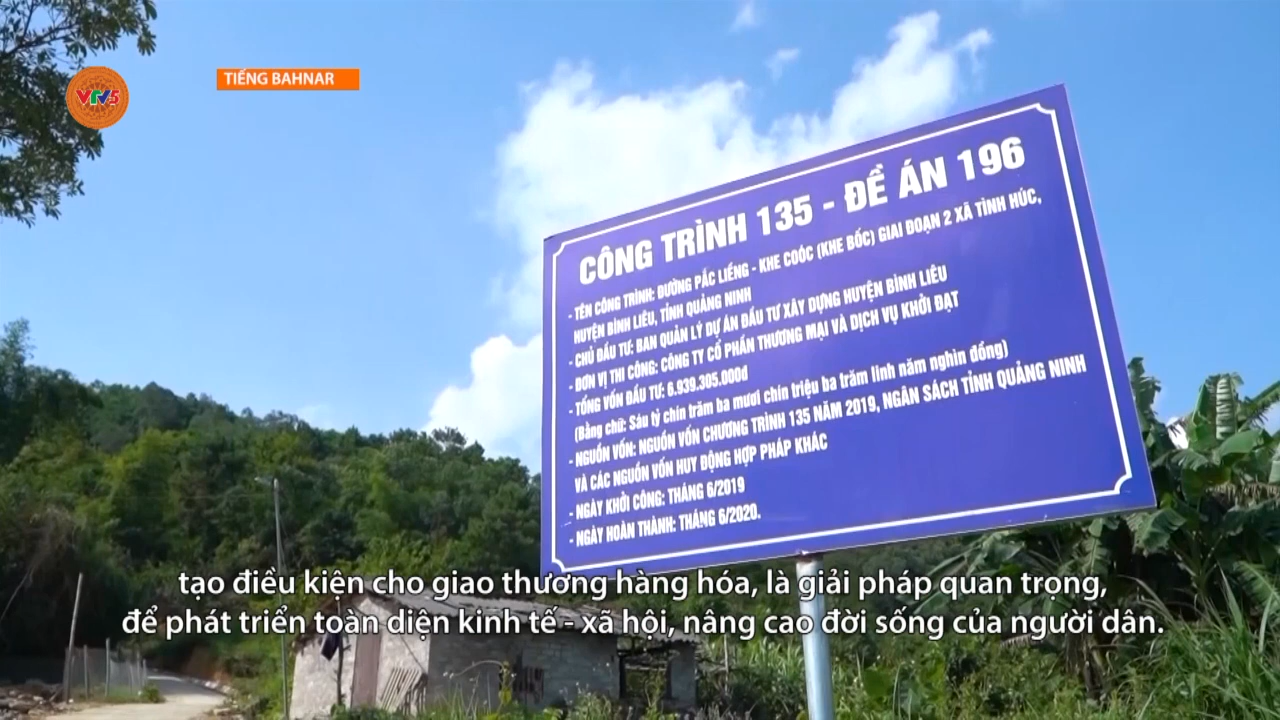 VTV5
TIẾNG BAHNAR
CÔNG TRÌNH 135 - ĐỀ ÁN 196
- TÊN CÔNG TRÌNH: ĐƯỜNG PẮC LIỀNG - KHE COÓC (KHE BỐC) GIAI ĐOẠN 2 XÃ TÌNH HÚC,
HUYỆN BÌNH LIÊU, TỈNH QUẢNG NINH
- CHỦ ĐẦU TƯ: BAN QUẢN LÝ DỰ ÁN ĐẦU TƯ XÂY DỰNG HUYỆN BÌNH LIÊU
- ĐƠN VỊ THI CÔNG: CÔNG TY CỔ PHẦN THƯƠNG MẠI VÀ DỊCH VỤ KHỞI ĐẠT
- TỔNG VỐN ĐẦU TƯ: 6.939.305.000đ
(Bằng chữ: Sáu tỷ chín trăm ba mươi chín triệu ba trăm linh năm nghìn đồng)
- NGUỒN VỐN: NGUỒN VỐN CHƯƠNG TRÌNH 135 NĂM 2019, NGÂN SÁCH TỈNH QUẢNG NINH
VÀ CÁC NGUỒN VỐN HUY ĐỘNG HỢP PHÁP KHÁC
- NGÀY KHỞI CÔNG: THÁNG 6/2019
- NGÀY HOÀN THÀNH: THÁNG 6/2020.
tạo điều kiện cho giao thương hàng hóa, là giải pháp quan trọng,
để phát triển toàn diện kinh tế - xã hội, nâng cao đời sống của người dân.